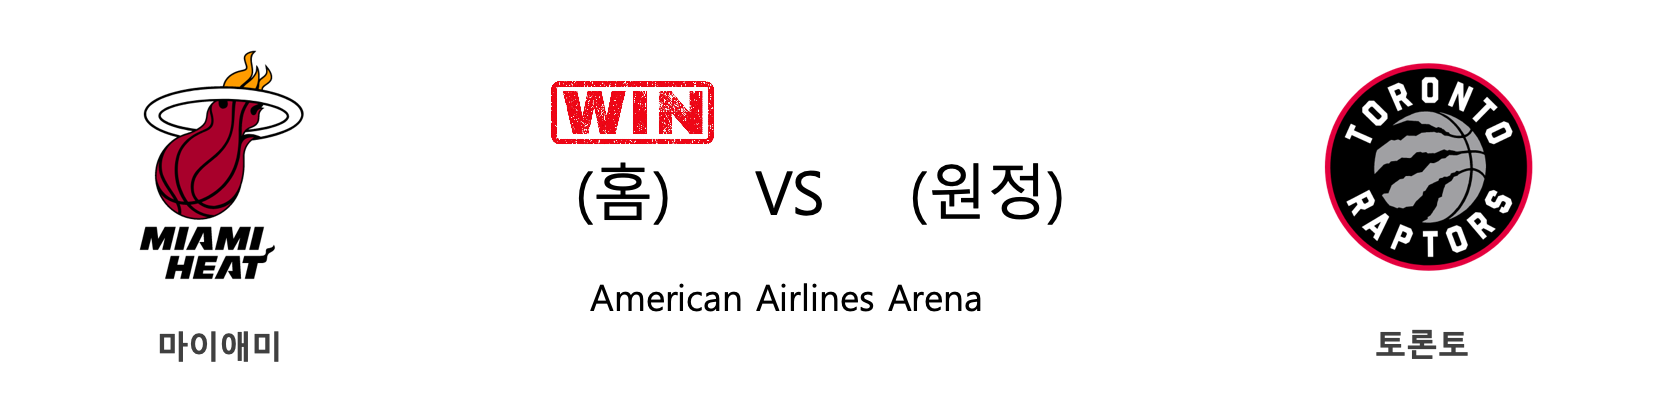 WIN
(홈) VS (원정)
American Airlines Arena
MIAMI
HEAT
마이애미
TORONTO
RAPTORS
토론토